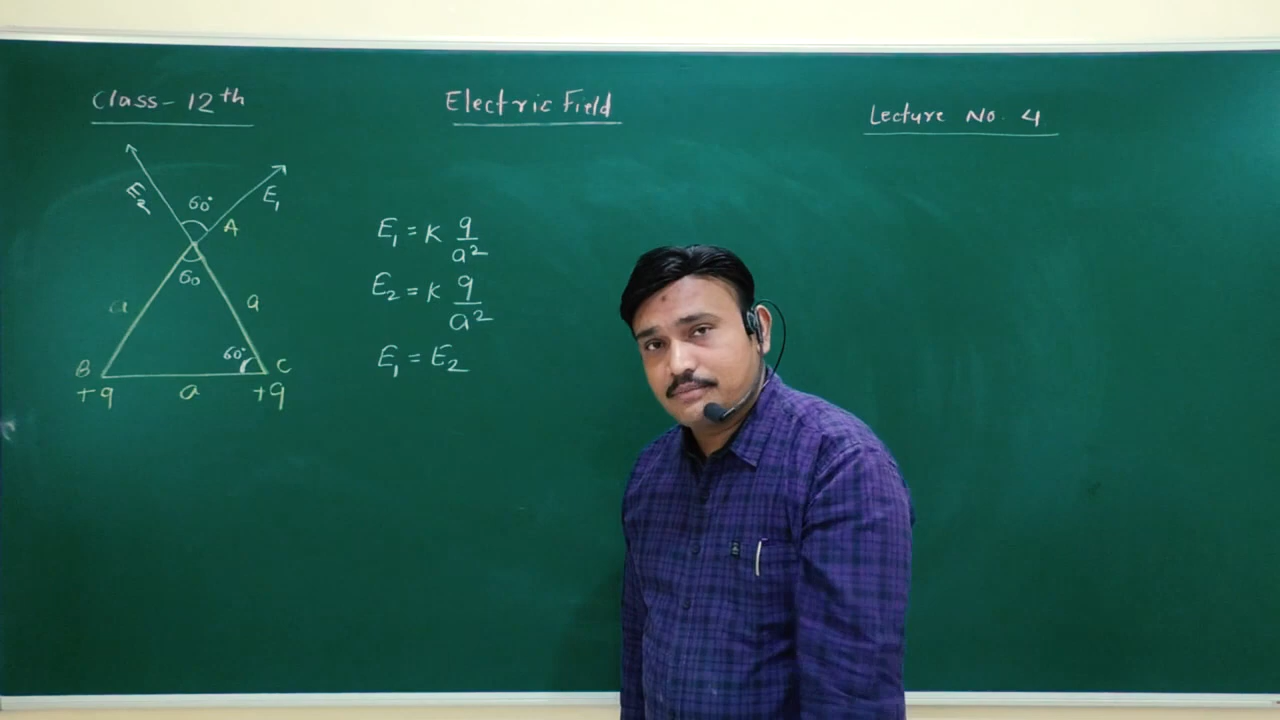 Class - 12th
Electric Field
Lecture No. 4
E₂
60°
E₁
A
60
a
a
60°
B
C
+q
a
+q
E₁ = K q/a²
E₂ = K q/a²
E₁ = E₂